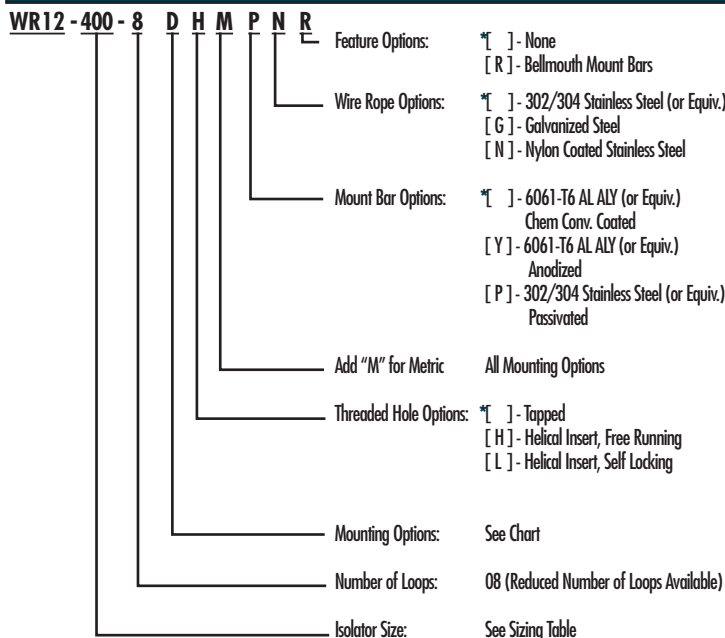 WR12 - 400 - 8 D H M P N R
Feature Options: *[ ] - None
[ R ] - Bellmouth Mount Bars
Wire Rope Options: *[ ] - 302/304 Stainless Steel (or Equiv.)
[ G ] - Galvanized Steel
[ N ] - Nylon Coated Stainless Steel
Mount Bar Options: *[ ] - 6061-T6 AL ALY (or Equiv.)
Chem Conv. Coated
[ Y ] - 6061-T6 AL ALY (or Equiv.)
Anodized
[ P ] - 302/304 Stainless Steel (or Equiv.)
Passivated
Add “M” for Metric All Mounting Options
Threaded Hole Options: *[ ] - Tapped
[ H ] - Helical Insert, Free Running
[ L ] - Helical Insert, Self Locking
Mounting Options: See Chart
Number of Loops: 08 (Reduced Number of Loops Available)
Isolator Size: See Sizing Table